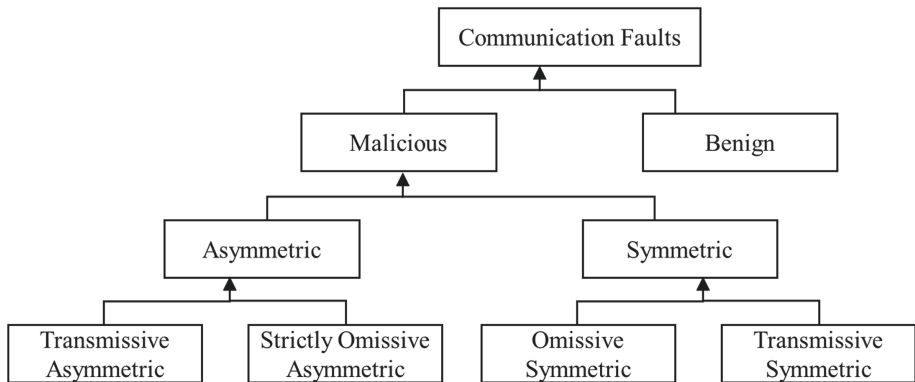 Communication Faults
Malicious
Benign
Asymmetric
Symmetric
Transmissive
Asymmetric
Strictly Omissive
Asymmetric
Omissive
Symmetric
Transmissive
Symmetric